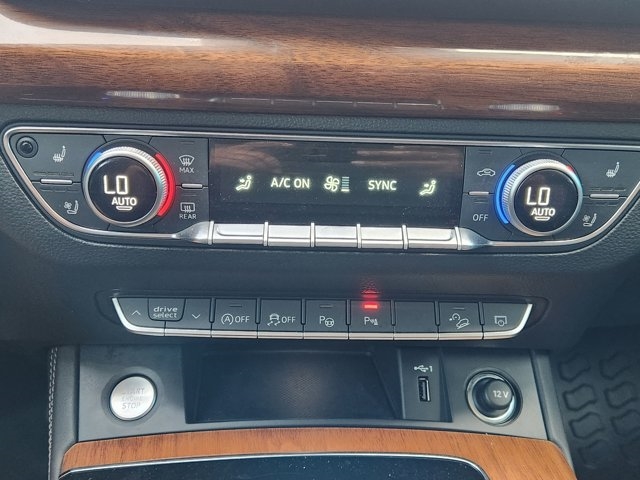 MAX
LO
AUTO
REAR
A/C ON
SYNC
OFF
LO
AUTO
drive
select
OFF
OFF
P
P
START
ENGINE
STOP
1
12V